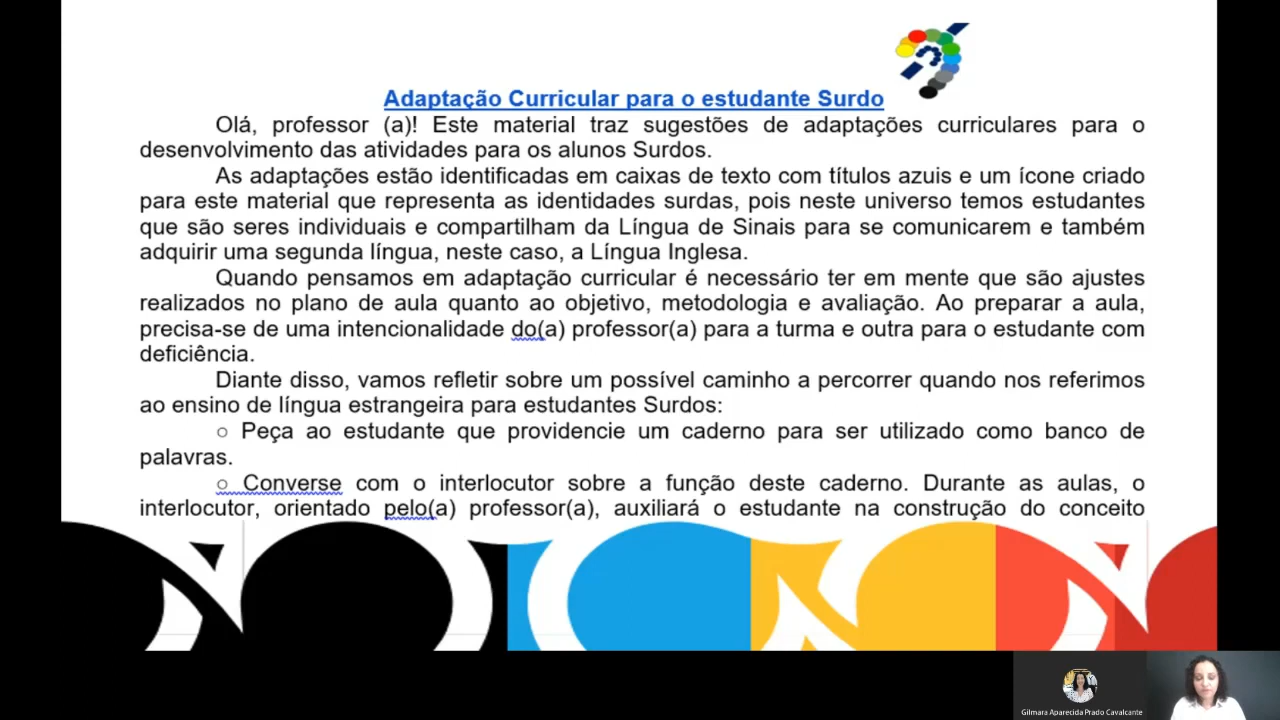 Adaptação Curricular para o estudante Surdo
Olá, professor (a)! Este material traz sugestões de adaptações curriculares para o
desenvolvimento das atividades para os alunos Surdos.
As adaptações estão identificadas em caixas de texto com títulos azuis e um ícone criado
para este material que representa as identidades surdas, pois neste universo temos estudantes
que são seres individuais e compartilham da Língua de Sinais para se comunicarem e também
adquirir uma segunda língua, neste caso, a Língua Inglesa.
Quando pensamos em adaptação curricular é necessário ter em mente que são ajustes
realizados no plano de aula quanto ao objetivo, metodologia e avaliação. Ao preparar a aula,
precisa-se de uma intencionalidade do(a) professor(a) para a turma e outra para o estudante com
deficiência.
Diante disso, vamos refletir sobre um possível caminho a percorrer quando nos referimos
ao ensino de língua estrangeira para estudantes Surdos:
○ Peça ao estudante que providencie um caderno para ser utilizado como banco de
palavras.
○ Converse com o interlocutor sobre a função deste caderno. Durante as aulas, o
interlocutor, orientado pelo(a) professor(a), auxiliará o estudante na construção do conceito
Gilmara Aparecida Prado Cavalcante